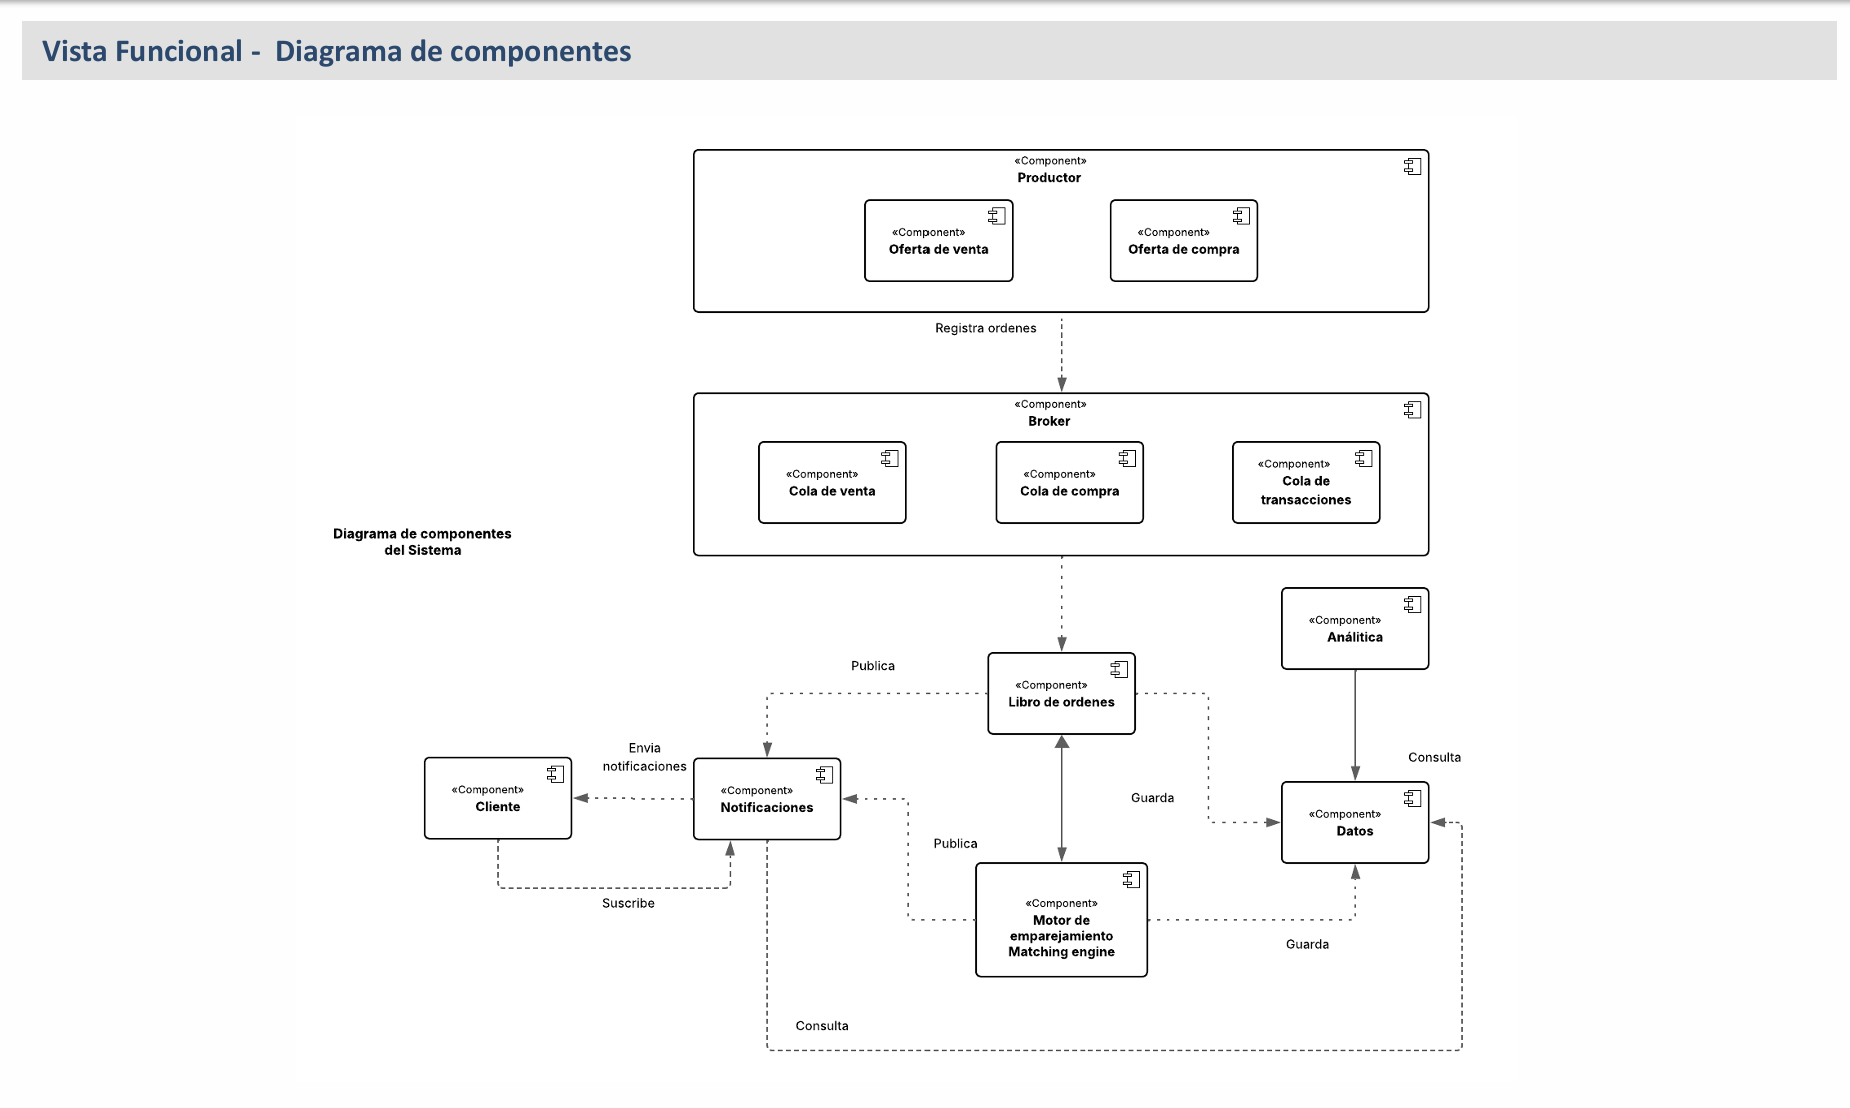 Vista Funcional -  Diagrama de componentes
«Component»
Productor
«Component»
Oferta de venta
«Component»
Oferta de compra
Registra ordenes
«Component»
Broker
«Component»
Cola de venta
«Component»
Cola de compra
«Component»
Cola de
transacciones
Diagrama de componentes
del Sistema
«Component»
Análitica
Publica
«Component»
Libro de ordenes
Envia
notificaciones
Consulta
«Component»
Cliente
«Component»
Notificaciones
Guarda
«Component»
Datos
Publica
Suscribe
«Component»
Motor de
emparejamiento
Matching engine
Guarda
Consulta